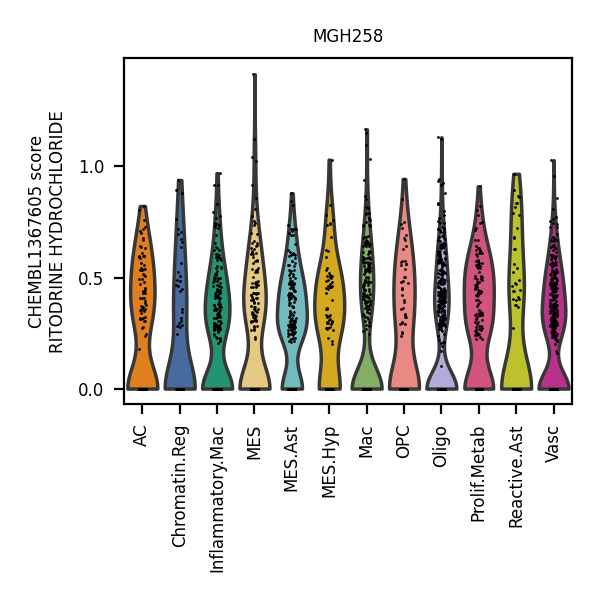 MGH258
CHEMBL1367605 score
RITODRINE HYDROCHLORIDE
1.0
0.5
0.0
AC
Chromatin.Reg
Inflammatory.Mac
MES
MES.Ast
MES.Hyp
Mac
OPC
Oligo
Prolif.Metab
Reactive.Ast
Vasc